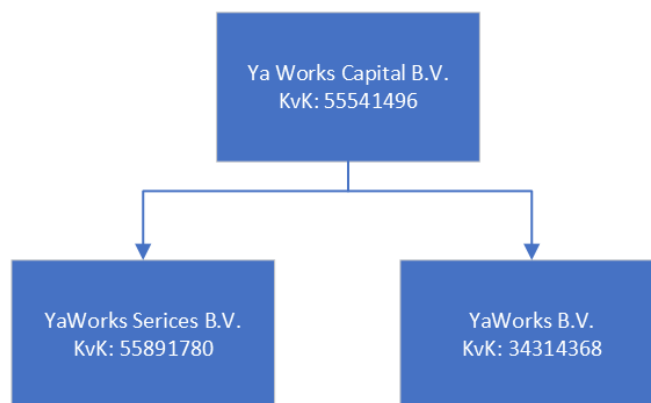 Ya Works Capital B.V.
KvK: 55541496
YaWorks Serices B.V.
KvK: 55891780
YaWorks B.V.
KvK: 34314368